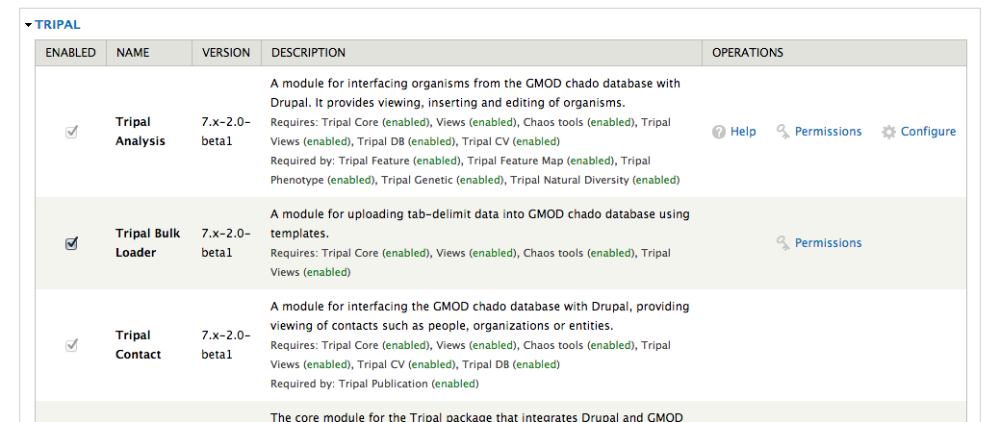 TRIPAL
ENABLED NAME VERSION DESCRIPTION OPERATIONS
A module for interfacing organisms from the GMOD chado database with
Drupal. It provides viewing, inserting and editing of organisms.
Tripal Analysis 7.x-2.0-beta1
Requires: Tripal Core (enabled), Views (enabled), Chaos tools (enabled), Tripal
Views (enabled), Tripal DB (enabled), Tripal CV (enabled)
Required by: Tripal Feature (enabled), Tripal Feature Map (enabled), Tripal
Phenotype (enabled), Tripal Genetic (enabled), Tripal Natural Diversity (enabled)
Help Permissions Configure
Tripal Bulk Loader 7.x-2.0-beta1
A module for uploading tab-delimit data into GMOD chado database using
templates.
Requires: Tripal Core (enabled), Views (enabled), Chaos tools (enabled), Tripal
Views (enabled)
Permissions
Tripal Contact 7.x-2.0-beta1
A module for interfacing the GMOD chado database with Drupal, providing
viewing of contacts such as people, organizations or entities.
Requires: Tripal Core (enabled), Views (enabled), Chaos tools (enabled), Tripal
Views (enabled), Tripal CV (enabled), Tripal DB (enabled)
Required by: Tripal Publication (enabled)
The core module for the Tripal package that integrates Drupal and GMOD